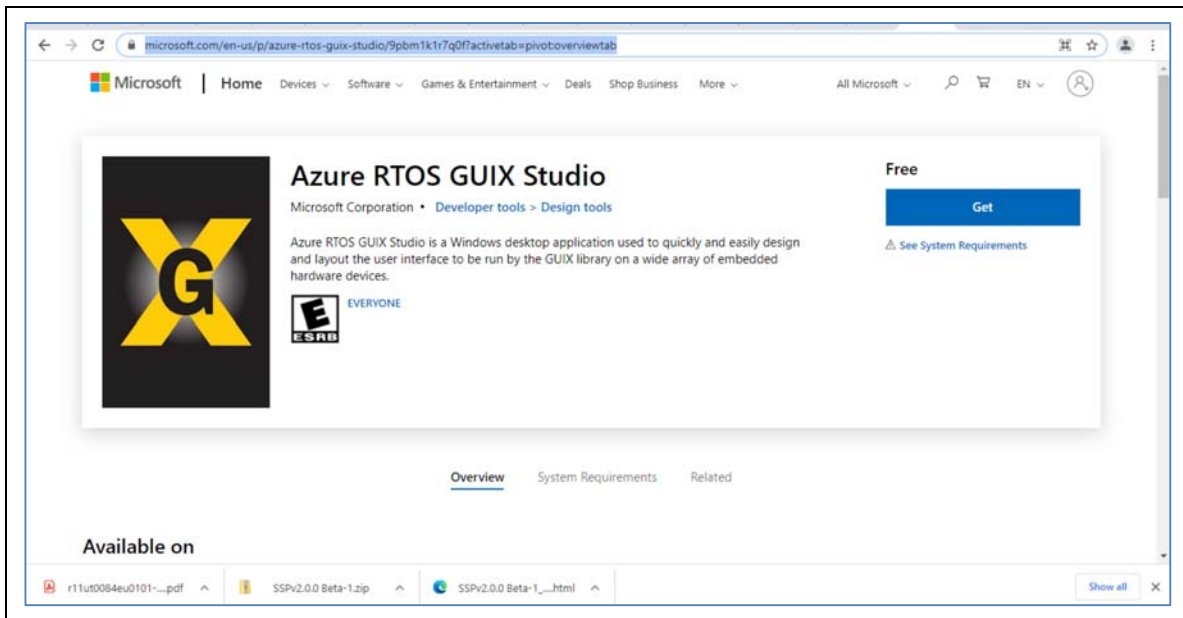 microsoft.com/en-us/p/azure-rtos-guix-studio/9pbm1k1r7q0f?activetab=pivot:overviewtab
Microsoft Home Devices Software Games & Entertainment Deals Shop Business More All Microsoft EN
Azure RTOS GUIX Studio
Free
Microsoft Corporation • Developer tools > Design tools
Get
Azure RTOS GUIX Studio is a Windows desktop application used to quickly and easily design
and layout the user interface to be run by the GUIX library on a wide array of embedded
hardware devices.
See System Requirements
XG
E
ESRB
EVERYONE
Overview System Requirements Related
Available on
r11ut0084eu0101-....pdf SSPv2.0.0 Beta-1.zip SSPv2.0.0 Beta-1_....html Show all